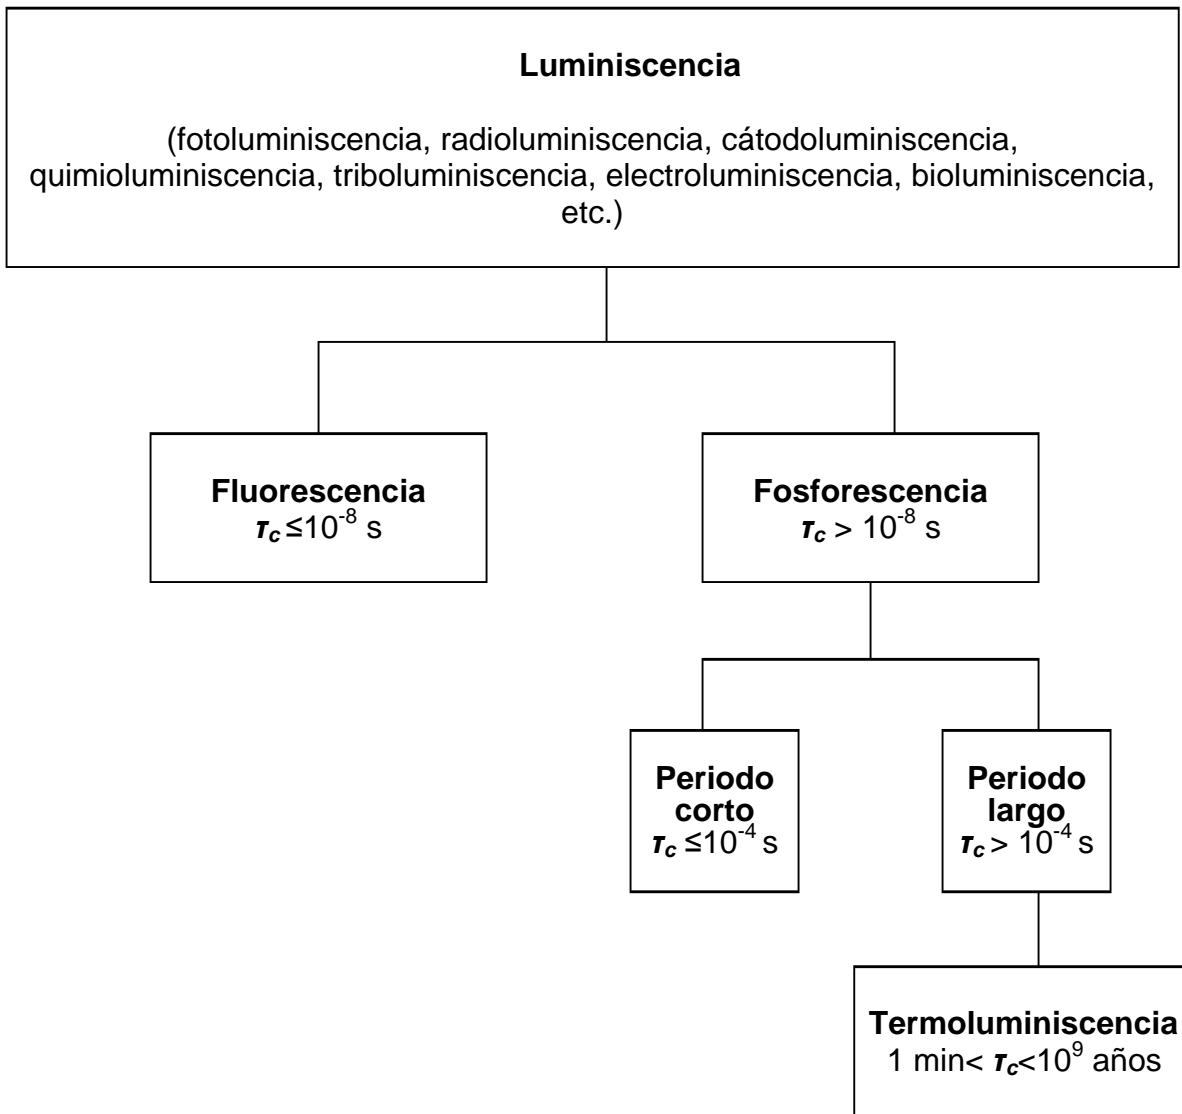 Luminiscencia
(fotoluminiscencia, radioluminiscencia, cátodoluminiscencia,
quimioluminiscencia, triboluminiscencia, electroluminiscencia, bioluminiscencia,
etc.)
Fluorescencia
τc ≤10⁻⁸ s
Fosforescencia
τc > 10⁻⁸ s
Periodo
corto
τc ≤10⁻⁴ s
Periodo
largo
τc > 10⁻⁴ s
Termoluminiscencia
1 min< τc<10⁹ años